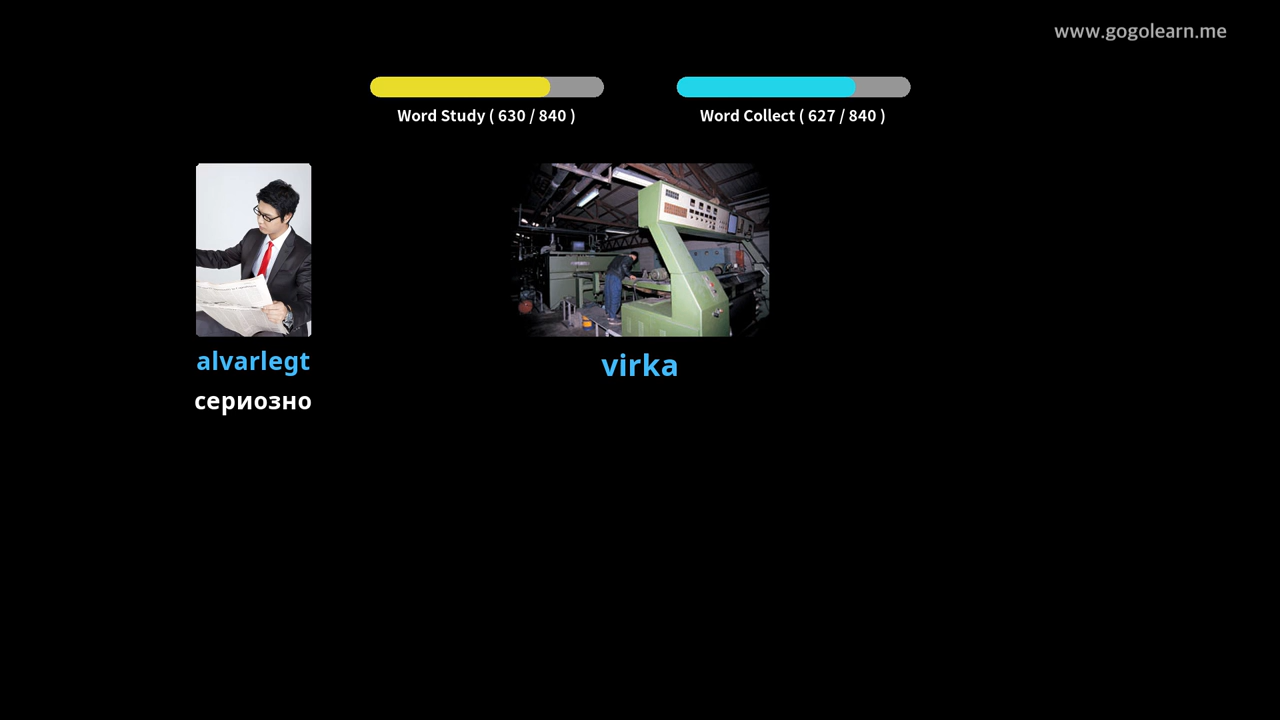 www.gogolearn.me
Word Study ( 630 / 840 )
Word Collect ( 627 / 840 )
alvarlegt
сериозно
virka